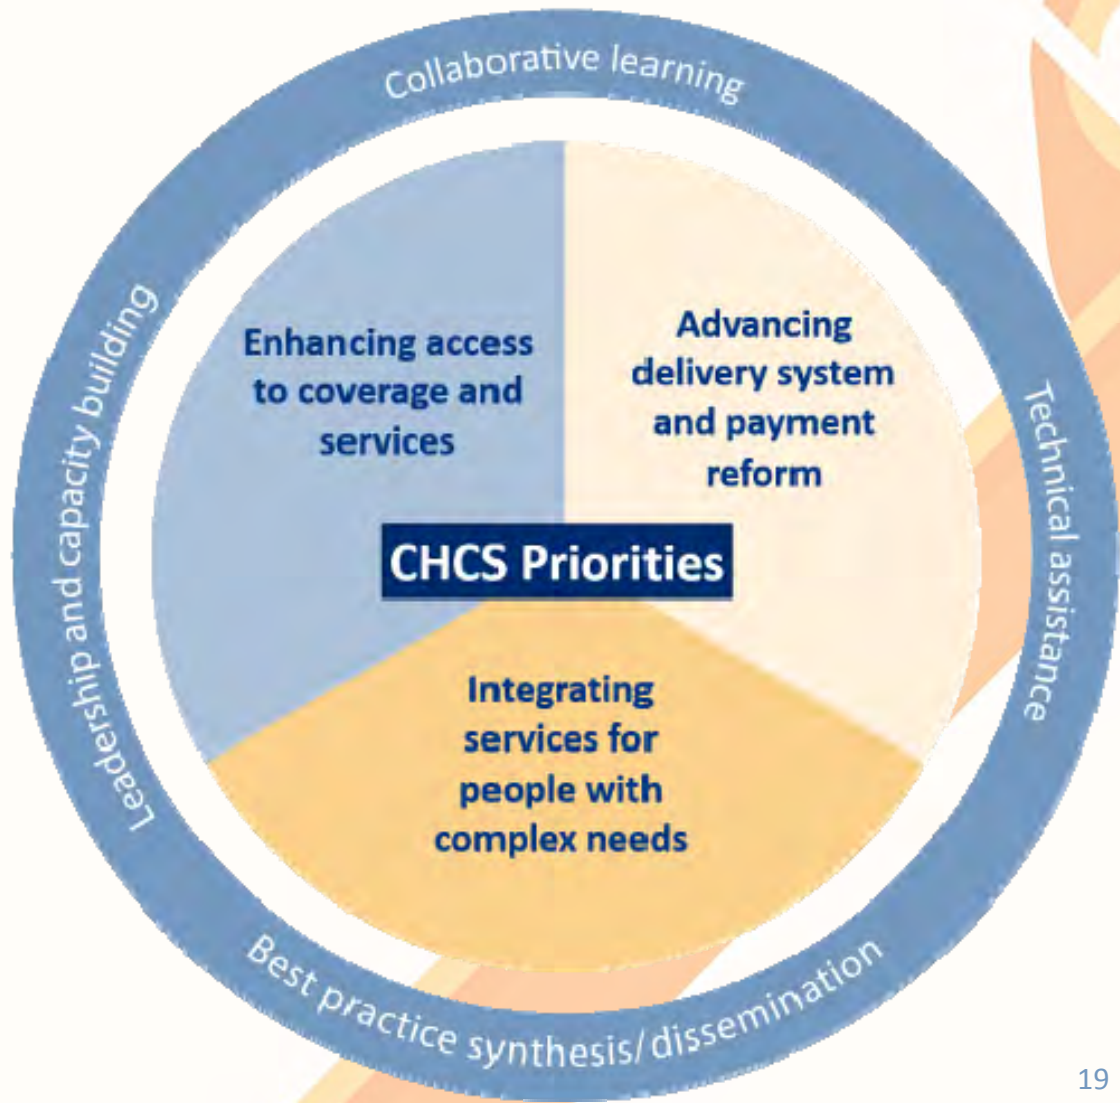 Collaborative learning
Enhancing access
to coverage and
services
Advancing
delivery system
and payment
reform
CHCS Priorities
Integrating
services for
people with
complex needs
Technical assistance
Leadership and capacity building
Best practice synthesis/dissemination
19